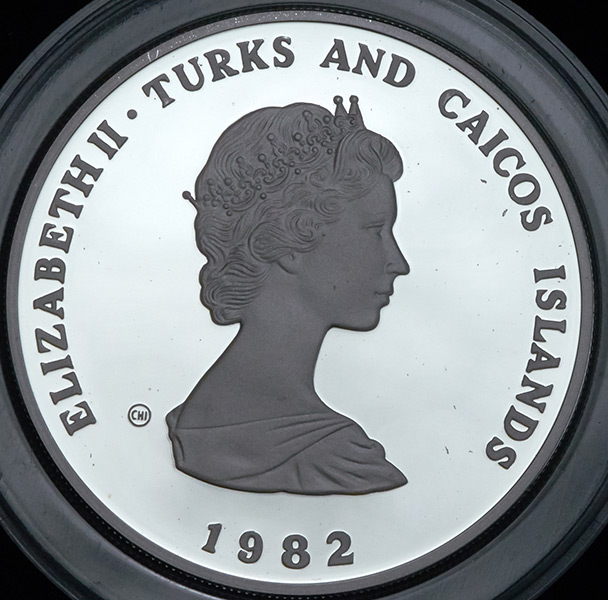 ELIZABETH II · TURKS AND CAICOS ISLANDS
CHI
1982